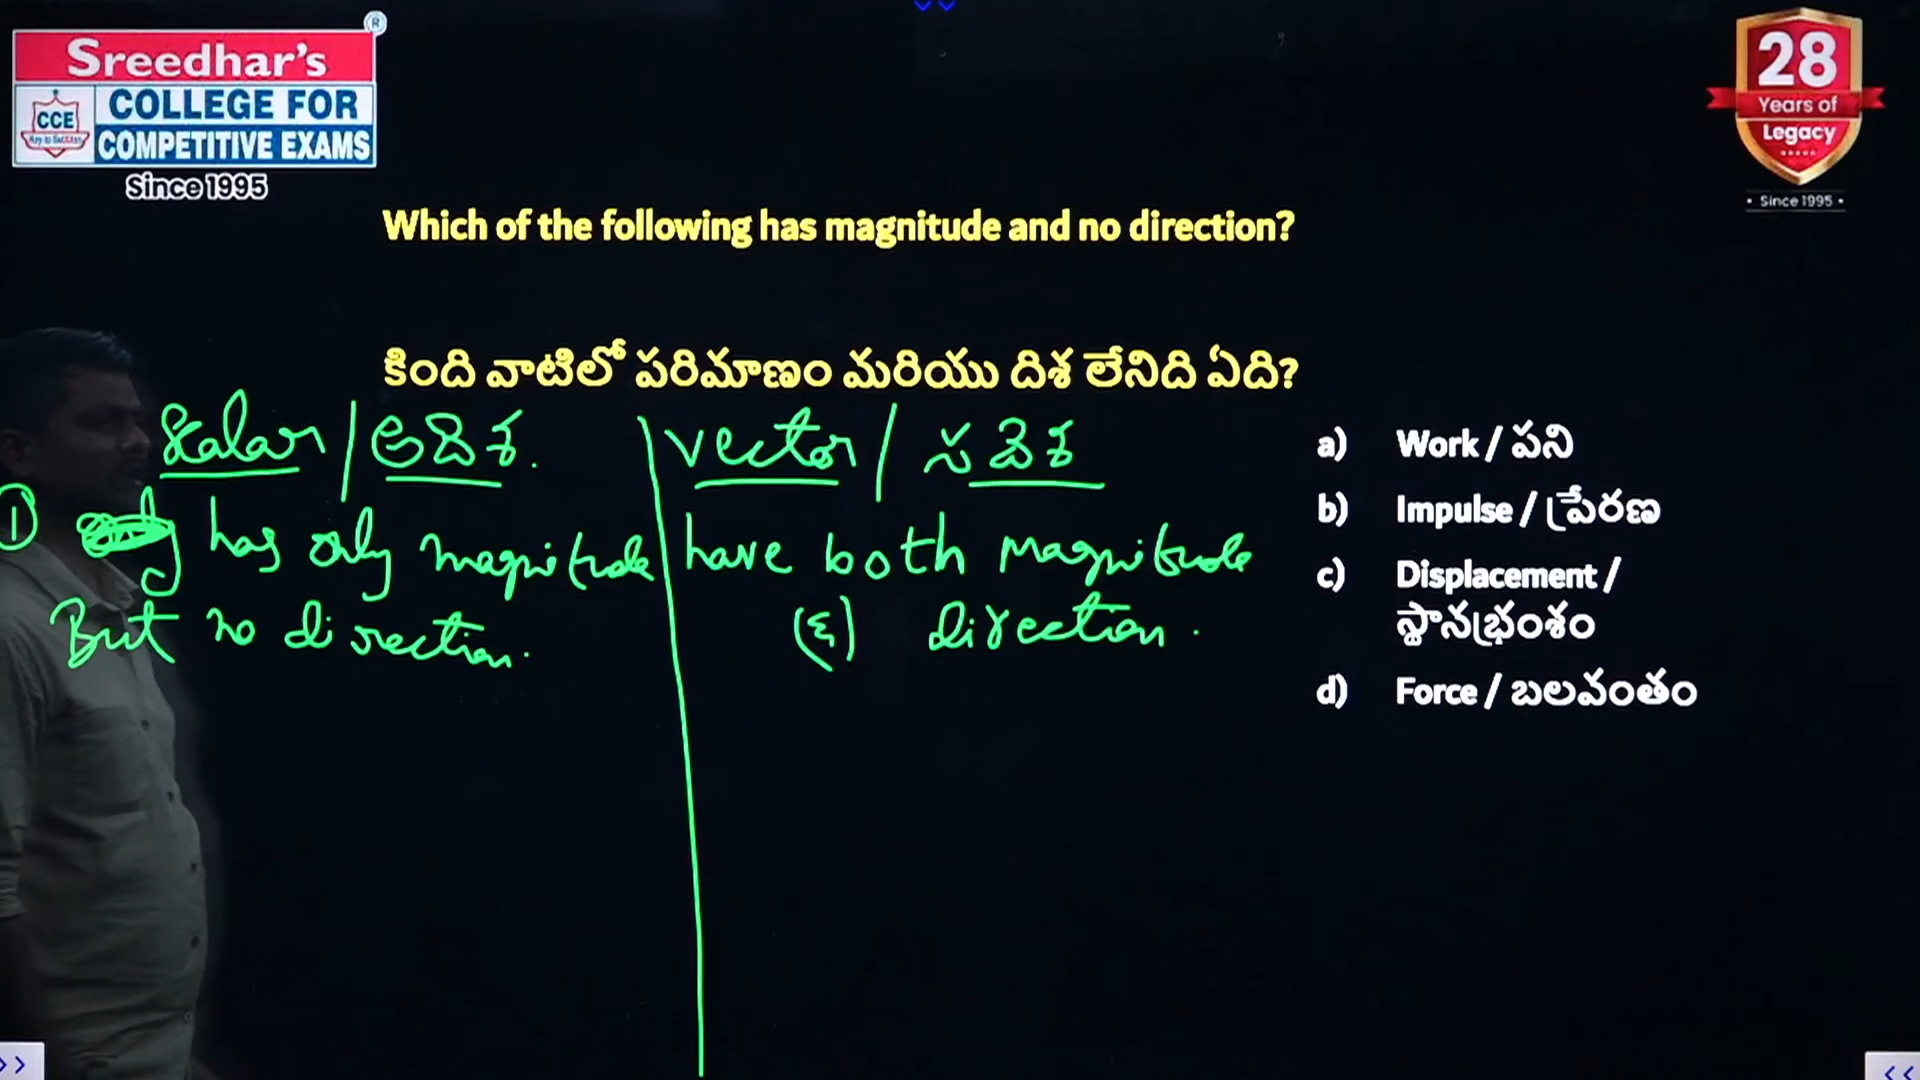 Sreedhar's
®
CCE
COLLEGE FOR
COMPETITIVE EXAMS
Since 1995
28
Years of
Legacy
• Since 1995 •
Which of the following has magnitude and no direction?
కింది వాటిలో పరిమాణం మరియు దిశ లేనిది ఏది?
Scalar / అదిశ.
① has only magnitude
But no direction.
vector / సదిశ
have both magnitude
(&) direction.
a) Work / పని
b) Impulse / ప్రేరణ
c) Displacement /
స్థానభ్రంశం
d) Force / బలవంతం
>>
<<